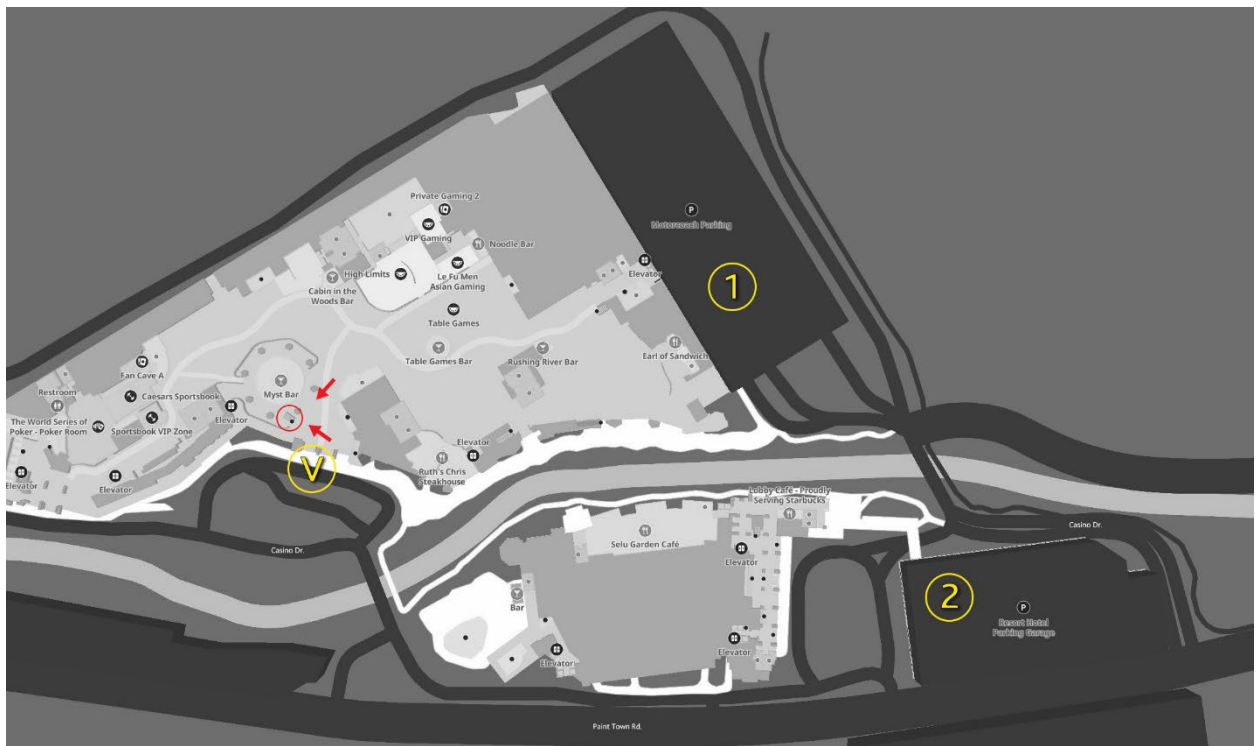 Private Gaming 2
VIP Gaming
Noodle Bar
P
Motorcoach Parking
High Limits
Le Fu Men
Asian Gaming
Elevator
Cabin in the
Woods Bar
1
Table Games
Table Games Bar
Rushing River Bar
Earl of Sandwich
Fan Cave A
Restroom
Caesars Sportsbook
Myst Bar
The World Series of
Poker - Poker Room
Sportsbook VIP Zone
Elevator
Elevator
Elevator
Elevator
V
Ruth's Chris
Steakhouse
Lobby Café - Proudly
Serving Starbucks
Casino Dr.
Casino Dr.
Selu Garden Café
Elevator
2
Bar
P
Resort Hotel
Parking Garage
Elevator
Elevator
Paint Town Rd.